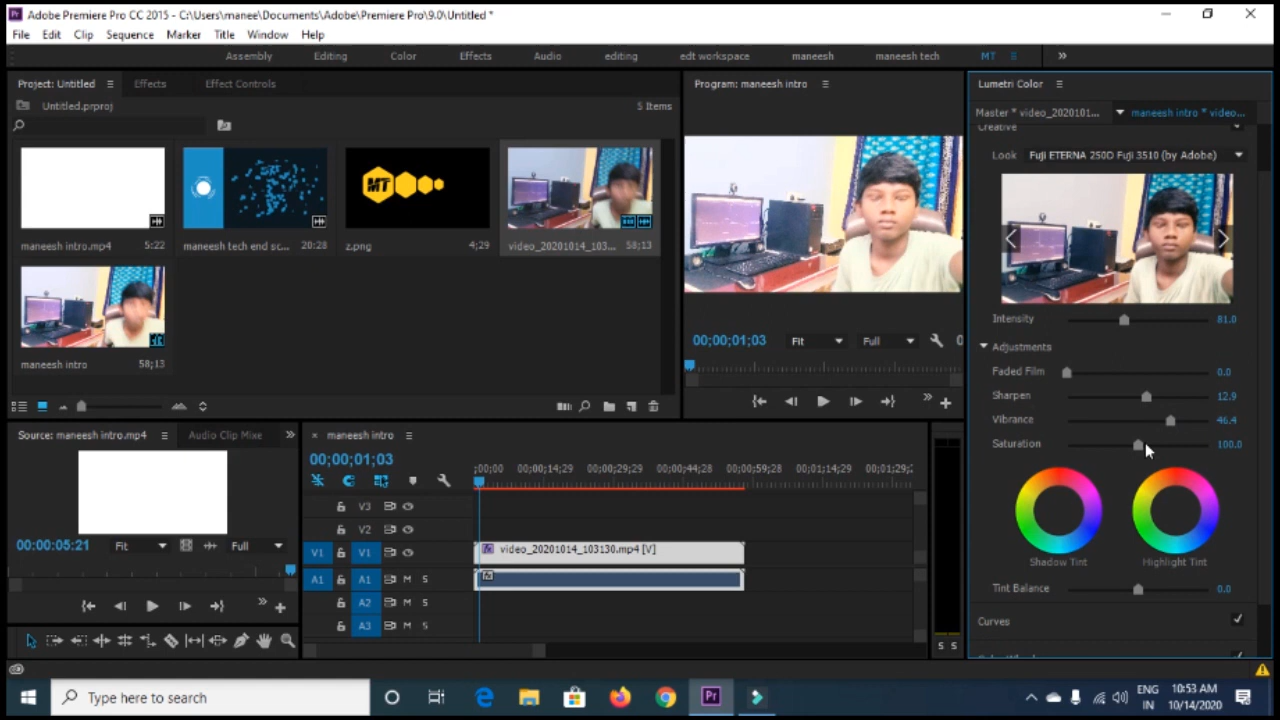 Adobe Premiere Pro CC 2015 - C:\Users\manee\Documents\Adobe\Premiere Pro\9.0\Untitled *
File Edit Clip Sequence Marker Title Window Help
Assembly Editing Color Effects Audio editing edt workspace maneesh maneesh tech MT
Project: Untitled Effects Effect Controls
Untitled.prproj 5 Items
MT
maneesh intro.mp4 5:22
maneesh tech end sc... 20:28
z.png 4;29
video_20201014_103... 58;13
maneesh intro 58;13
Program: maneesh intro
00;00;01;03 Fit Full 0
Lumetri Color
Master * video_202010​1... maneesh intro * video...
Creative
Look Fuji ETERNA 250D Fuji 3510 (by Adobe)
Intensity 81.0
Adjustments
Faded Film 0.0
Sharpen 12.9
Vibrance 46.4
Saturation 100.0
Shadow Tint Highlight Tint
Tint Balance 0.0
Curves
Source: maneesh intro.mp4 Audio Clip Mixe
00:00:05:21 Fit Full
maneesh intro
00;00;01;03
;00;00 00;00;14;29 00;00;29;29 00;00;44;28 00;00;59;28 00;01;14;29 00;01;29;
V3
V2
V1 V1 video_20201014_103130.mp4 [V]
A1 A1 M S
A2 M S
A3 M S
S S
Type here to search
Pr
ENG
IN
10:53 AM
10/14/2020